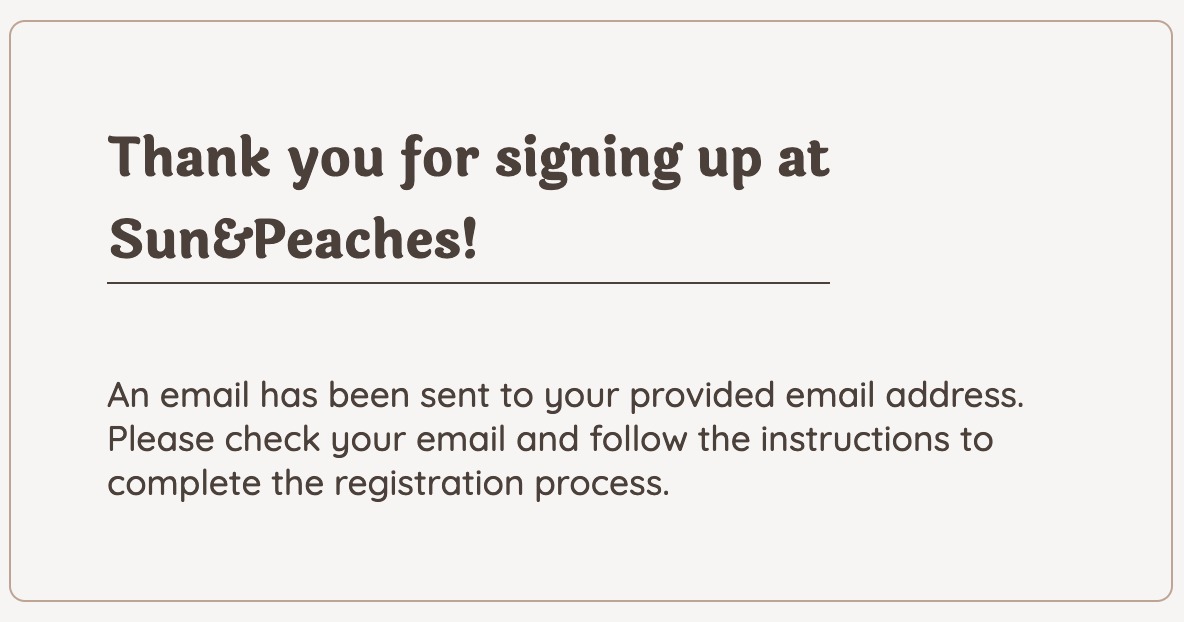 Thank you for signing up at
Sun&Peaches!
An email has been sent to your provided email address.
Please check your email and follow the instructions to
complete the registration process.